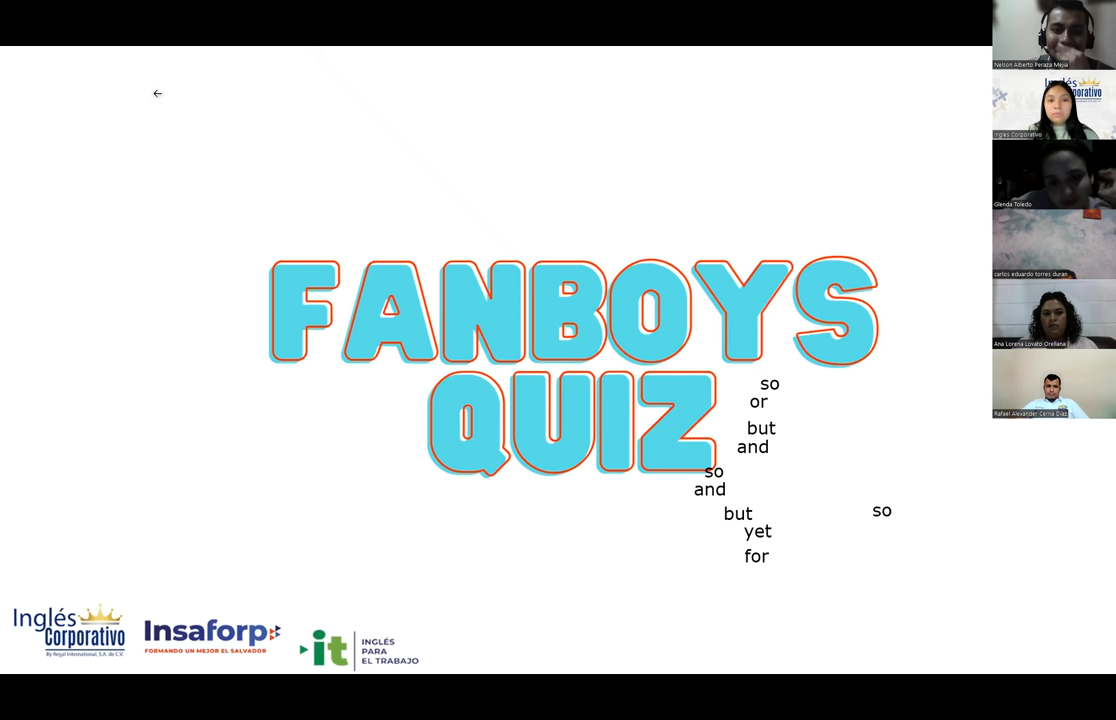 ←
FANBOYS
QUIZ
so
or
but
and
so
and
but
so
yet
for
Inglés
Corporativo
By Regal International, S.A. de C.V.
Insaforp
FORMANDO UN MEJOR EL SALVADOR
it
INGLÉS
PARA
EL TRABAJO
Nelson Alberto Peraza Mejia
Inglés
Corporativo
Ingles Corporativo
Glenda Toledo
carlos eduardo torres duran
Ana Lorena Lovato Orellana
Rafael Alexander Cerna Diaz